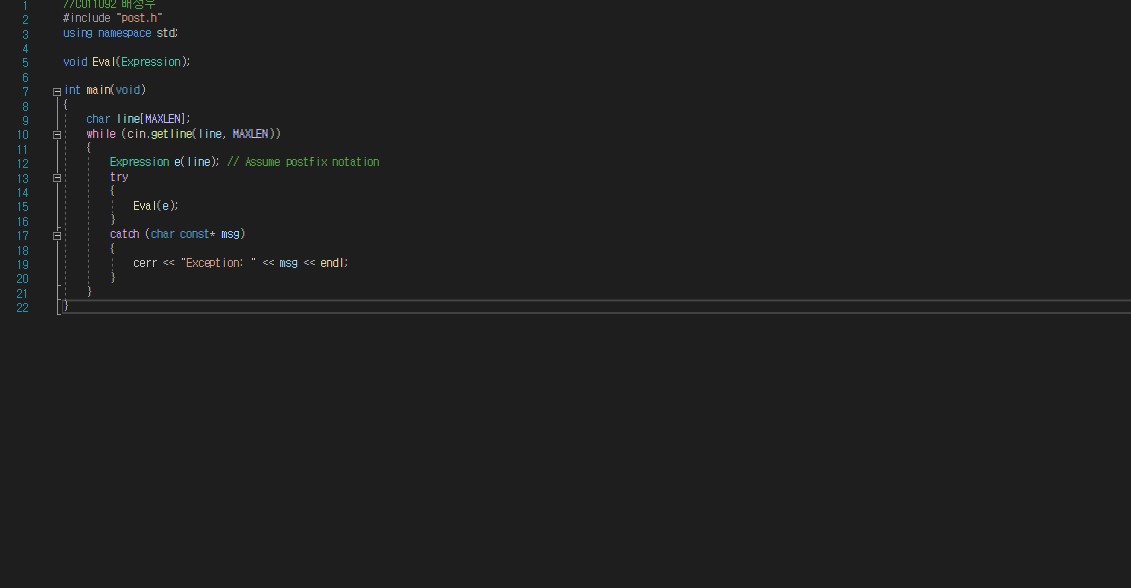 1 //C011092 배성우
2 #include "post.h"
3 using namespace std;
4
5 void Eval(Expression);
6
7 int main(void)
8 {
9 char line[MAXLEN];
10 while (cin.getline(line, MAXLEN))
11 {
12 Expression e(line); // Assume postfix notation
13 try
14 {
15 Eval(e);
16 }
17 catch (char const* msg)
18 {
19 cerr << "Exception: " << msg << endl;
20 }
21 }
22 }